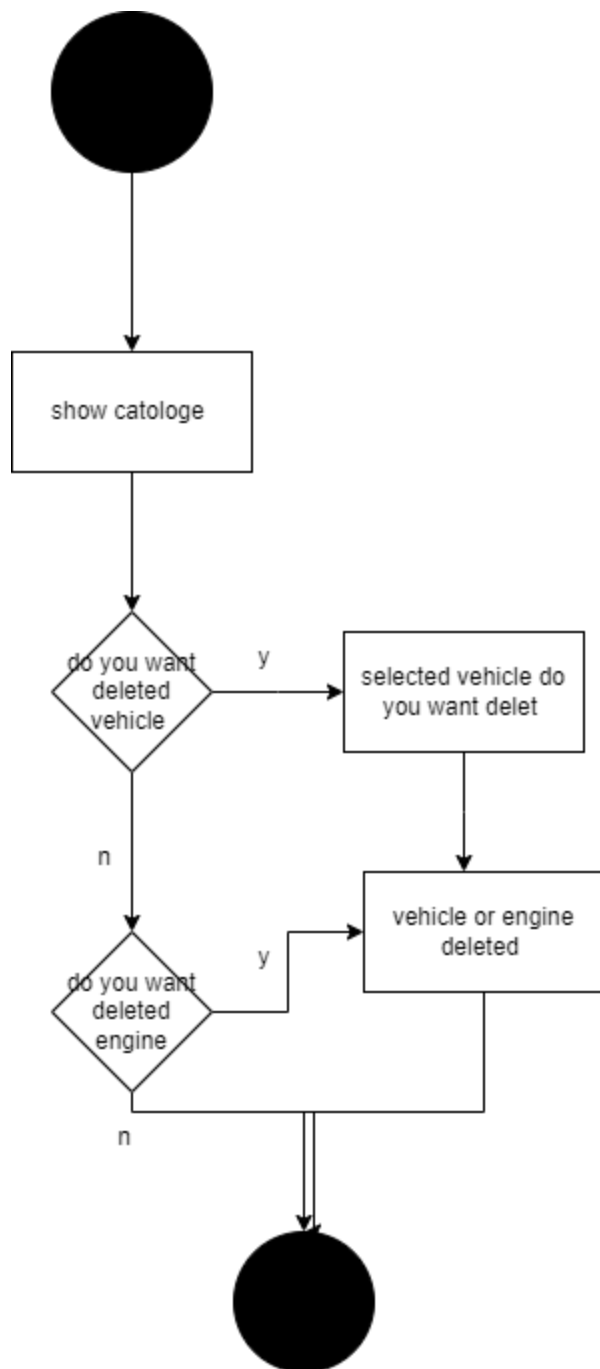 show catologe
do you want
deleted
vehicle
y
selected vehicle do
you want delet
n
do you want
deleted
engine
y
vehicle or engine
deleted
n